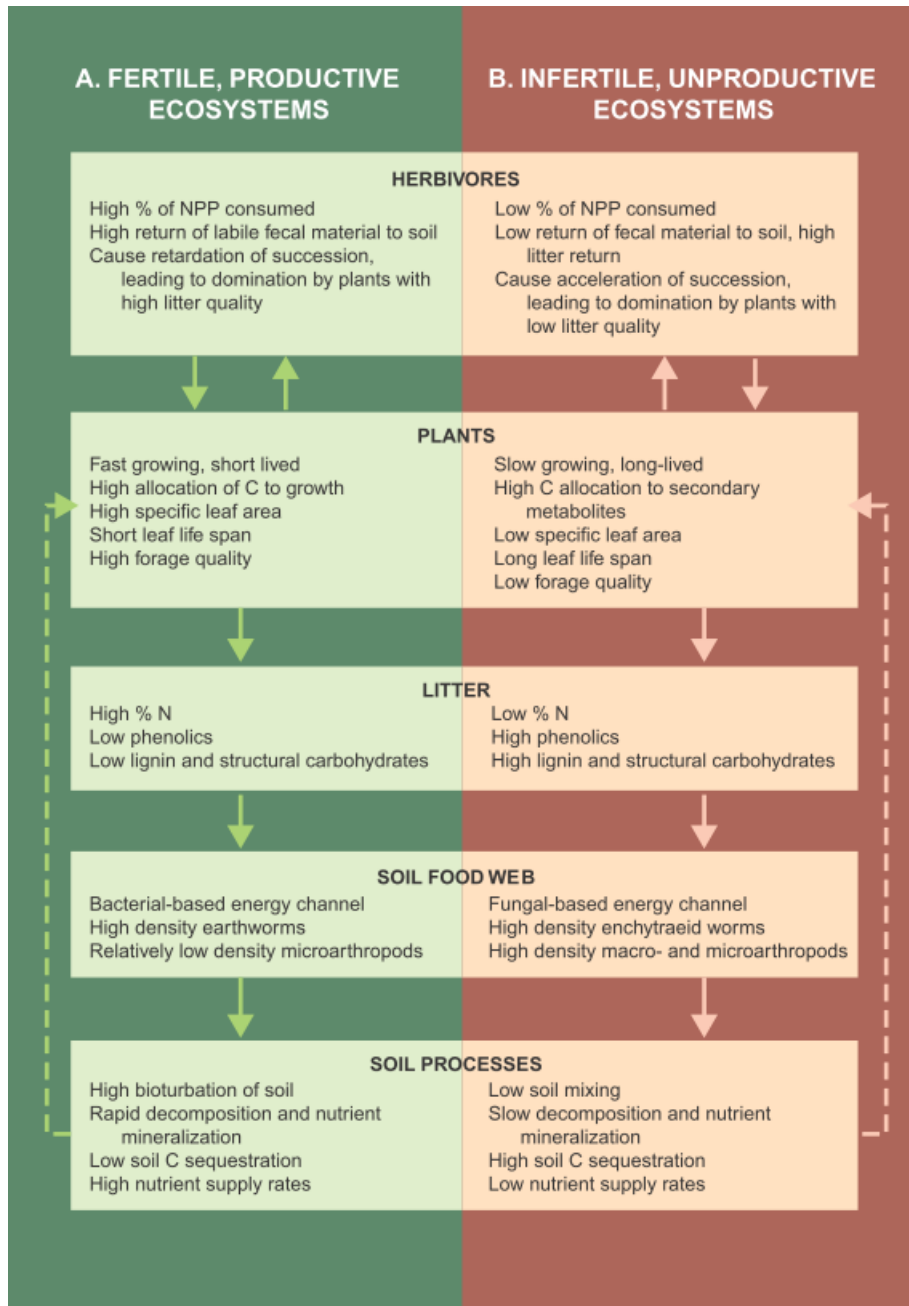 A. FERTILE, PRODUCTIVE
ECOSYSTEMS
B. INFERTILE, UNPRODUCTIVE
ECOSYSTEMS
HERBIVORES
High % of NPP consumed
High return of labile fecal material to soil
Cause retardation of succession,
leading to domination by plants with
high litter quality
Low % of NPP consumed
Low return of fecal material to soil, high
litter return
Cause acceleration of succession,
leading to domination by plants with
low litter quality
PLANTS
Fast growing, short lived
High allocation of C to growth
High specific leaf area
Short leaf life span
High forage quality
Slow growing, long-lived
High C allocation to secondary
metabolites
Low specific leaf area
Long leaf life span
Low forage quality
LITTER
High % N
Low phenolics
Low lignin and structural carbohydrates
Low % N
High phenolics
High lignin and structural carbohydrates
SOIL FOOD WEB
Bacterial-based energy channel
High density earthworms
Relatively low density microarthropods
Fungal-based energy channel
High density enchytraeid worms
High density macro- and microarthropods
SOIL PROCESSES
High bioturbation of soil
Rapid decomposition and nutrient
mineralization
Low soil C sequestration
High nutrient supply rates
Low soil mixing
Slow decomposition and nutrient
mineralization
High soil C sequestration
Low nutrient supply rates